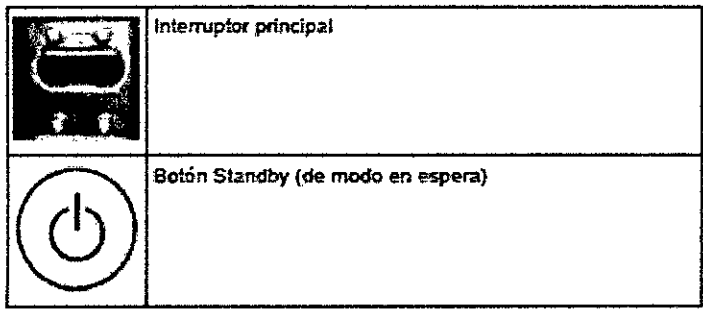 Interruptor principal
Botón Standby (de modo en espera)